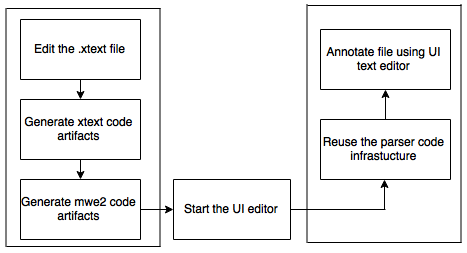 Edit the .xtext file
Generate xtext code
artifacts
Generate mwe2 code
artifacts
Start the UI editor
Reuse the parser code
infrastucture
Annotate file using UI
text editor